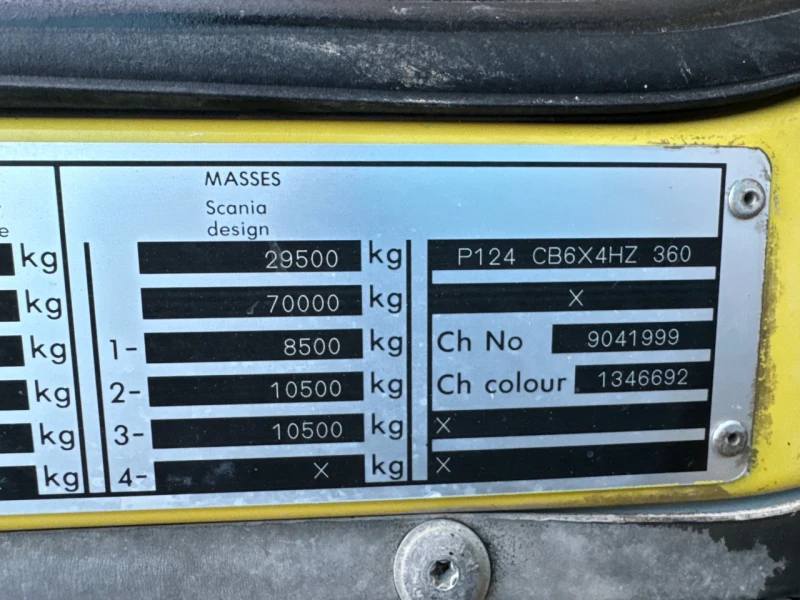 MASSES
Scania
design
e
kg 29500 kg P124 CB6X4HZ 360
kg 70000 kg X
kg 1- 8500 kg Ch No 9041999
kg 2- 10500 kg Ch colour 1346692
kg 3- 10500 kg X
kg 4- X kg X